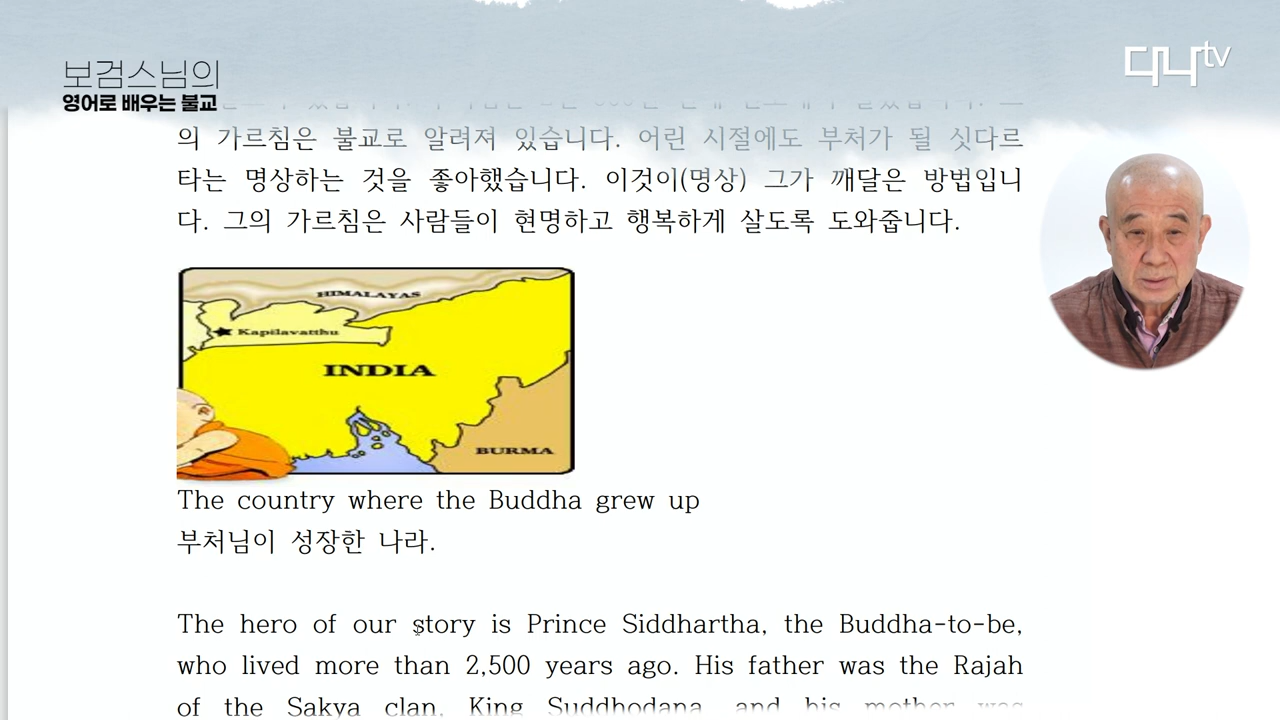 보검스님의
영어로 배우는 불교
디나tv
의 가르침은 불교로 알려져 있습니다. 어린 시절에도 부처가 될 싯다르
타는 명상하는 것을 좋아했습니다. 이것이(명상) 그가 깨달은 방법입니
다. 그의 가르침은 사람들이 현명하고 행복하게 살도록 도와줍니다.
HIMALAYAS
Kapilavatthu
INDIA
BURMA
The country where the Buddha grew up
부처님이 성장한 나라.
The hero of our story is Prince Siddhartha, the Buddha-to-be,
who lived more than 2,500 years ago. His father was the Rajah
of the Sakya clan, King Suddhodana, and his mother was